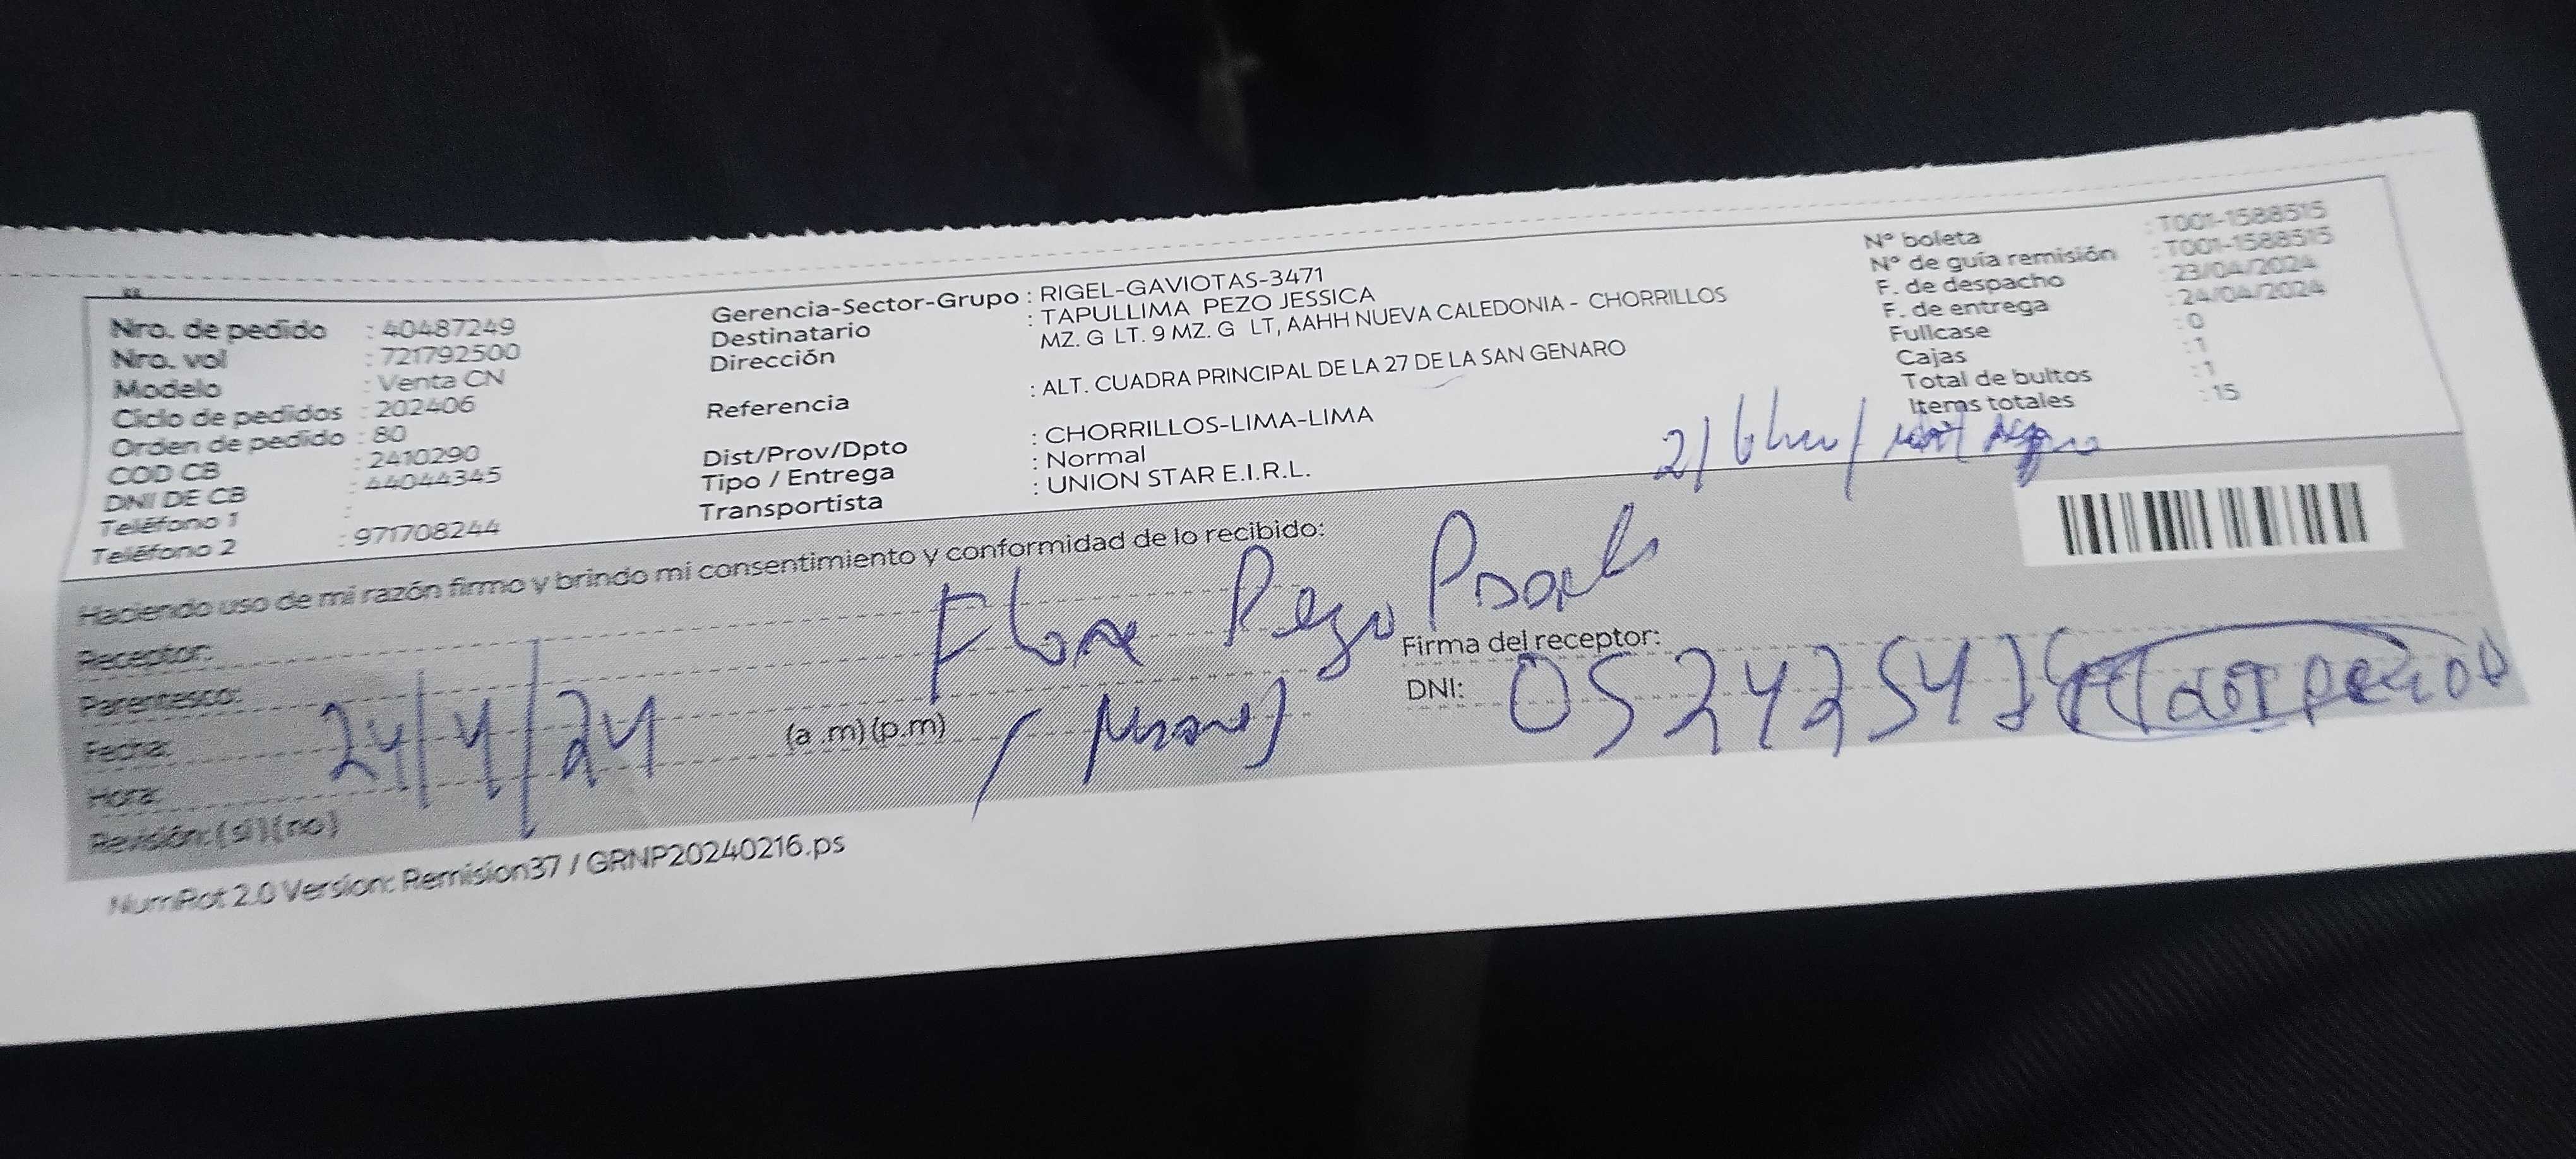 Nro. de pedido : 40487249
Nro. vol : 721792500
Modelo : Venta CN
Ciclo de pedidos : 202406
Orden de pedido : 80
COD CB : 2410290
DNI DE CB : 44044345
Teléfono 1 :
Teléfono 2 : 971708244
Gerencia-Sector-Grupo : RIGEL-GAVIOTAS-3471
Destinatario : TAPULLIMA PEZO JESSICA
Dirección MZ. G LT. 9 MZ. G LT, AAHH NUEVA CALEDONIA - CHORRILLOS
Referencia : ALT. CUADRA PRINCIPAL DE LA 27 DE LA SAN GENARO
Dist/Prov/Dpto : CHORRILLOS-LIMA-LIMA
Tipo / Entrega : Normal
Transportista : UNION STAR E.I.R.L.
N° boleta : T001-1588515
N° de guía remisión : T001-1588515
F. de despacho : 23/04/2024
F. de entrega : 24/04/2024
Fullcase : 0
Cajas : 1
Total de bultos : 1
Items totales : 15
Haciendo uso de mi razón firmo y brindo mi consentimiento y conformidad de lo recibido:
Receptor: Flor Pezo
Parentesco:
Fecha: 24/4/24
Hora: (a .m)(p.m)
Revisión: (si)(no)
Firma del receptor:
DNI:
NumRot 2.0 Version: Remision37 / GRNP20240216.ps